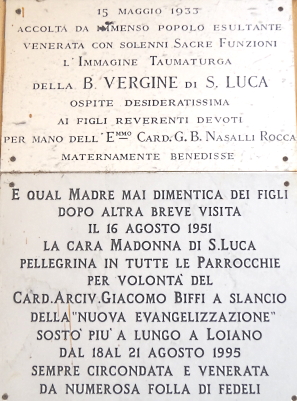 15 MAGGIO 1933
ACCOLTA DA IMMENSO POPOLO ESULTANTE
VENERATA CON SOLENNI SACRE FUNZIONI
L'IMMAGINE TAUMATURGA
DELLA B. VERGINE DI S. LUCA
OSPITE DESIDERATISSIMA
AI FIGLI REVERENTI DEVOTI
PER MANO DELL'EMMO CARD. G. B. NASALLI ROCCA
MATERNAMENTE BENEDISSE
E QUAL MADRE MAI DIMENTICA DEI FIGLI
DOPO ALTRA BREVE VISITA
IL 16 AGOSTO 1951
LA CARA MADONNA DI S.LUCA
PELLEGRINA IN TUTTE LE PARROCCHIE
PER VOLONTA' DEL
CARD.ARCIV.GIACOMO BIFFI A SLANCIO
DELLA "NUOVA EVANGELIZZAZIONE"
SOSTO' PIU' A LUNGO A LOIANO
DAL 18AL 21 AGOSTO 1995
SEMPRE CIRCONDATA E VENERATA
DA NUMEROSA FOLLA DI FEDELI